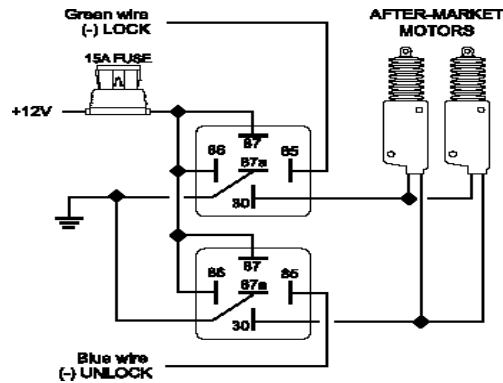 Green wire
(-) LOCK
AFTER-MARKET
MOTORS
15A FUSE
+12V
87
86
87a
85
30
87
86
87a
85
30
Blue wire
(-) UNLOCK